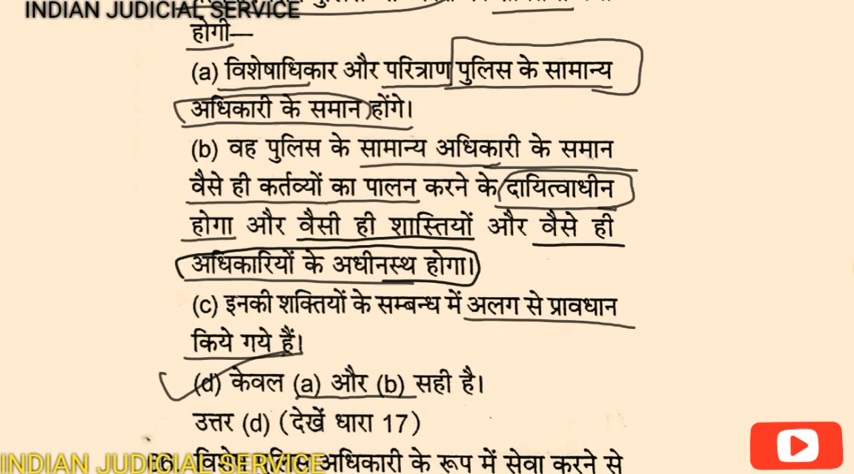 INDIAN JUDICIAL SERVICE
होगी—
(a) विशेषाधिकार और परित्राण पुलिस के सामान्य
अधिकारी के समान होंगे।
(b) वह पुलिस के सामान्य अधिकारी के समान
वैसे ही कर्तव्यों का पालन करने के दायित्वाधीन
होगा और वैसी ही शास्तियों और वैसे ही
अधिकारियों के अधीनस्थ होगा।
(c) इनकी शक्तियों के सम्बन्ध में अलग से प्रावधान
किये गये हैं।
(d) केवल (a) और (b) सही है।
उत्तर (d) (देखें धारा 17)
INDIAN JUDICIAL SERVICE
36. विशेष पुलिस अधिकारी के रूप में सेवा करने से